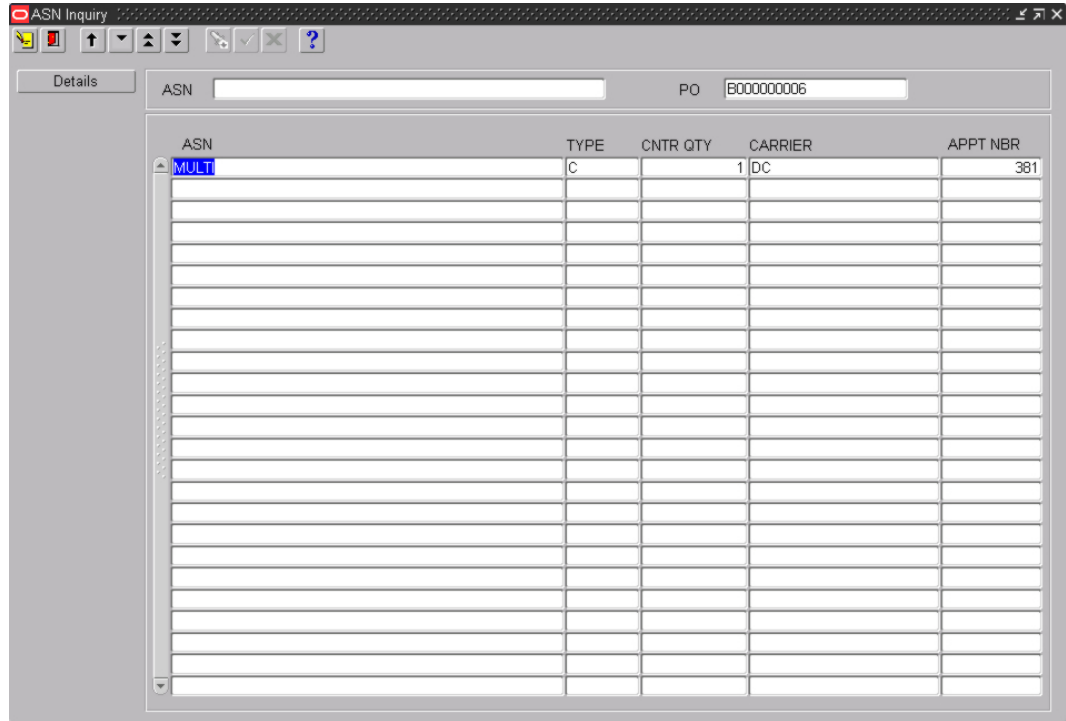 ASN Inquiry
?
Details
ASN PO B000000006
ASN TYPE CNTR QTY CARRIER APPT NBR
MULTI C 1 DC 381